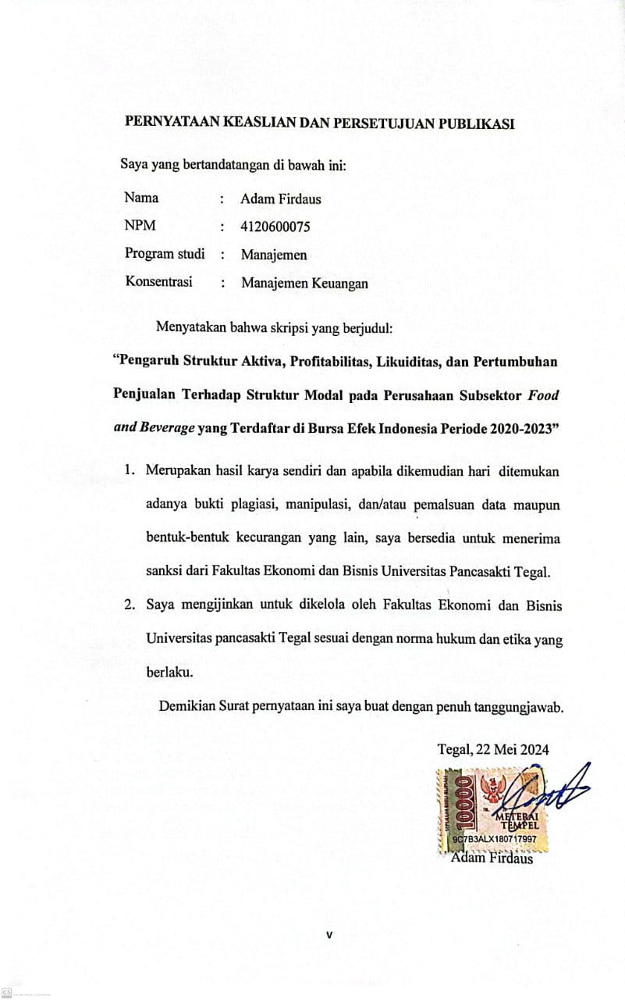 PERNYATAAN KEASLIAN DAN PERSETUJUAN PUBLIKASI
Saya yang bertandatangan di bawah ini:
Nama : Adam Firdaus
NPM : 4120600075
Program studi : Manajemen
Konsentrasi : Manajemen Keuangan
Menyatakan bahwa skripsi yang berjudul:
“Pengaruh Struktur Aktiva, Profitabilitas, Likuiditas, dan Pertumbuhan
Penjualan Terhadap Struktur Modal pada Perusahaan Subsektor Food
and Beverage yang Terdaftar di Bursa Efek Indonesia Periode 2020-2023”
1. Merupakan hasil karya sendiri dan apabila dikemudian hari ditemukan
adanya bukti plagiasi, manipulasi, dan/atau pemalsuan data maupun
bentuk-bentuk kecurangan yang lain, saya bersedia untuk menerima
sanksi dari Fakultas Ekonomi dan Bisnis Universitas Pancasakti Tegal.
2. Saya mengijinkan untuk dikelola oleh Fakultas Ekonomi dan Bisnis
Universitas pancasakti Tegal sesuai dengan norma hukum dan etika yang
berlaku.
Demikian Surat pernyataan ini saya buat dengan penuh tanggungjawab.
Tegal, 22 Mei 2024
SEPULUH RIBU RUPIAH
10000
METERAI
TEMPEL
9C7B3ALX180717997
Adam Firdaus
v
CS